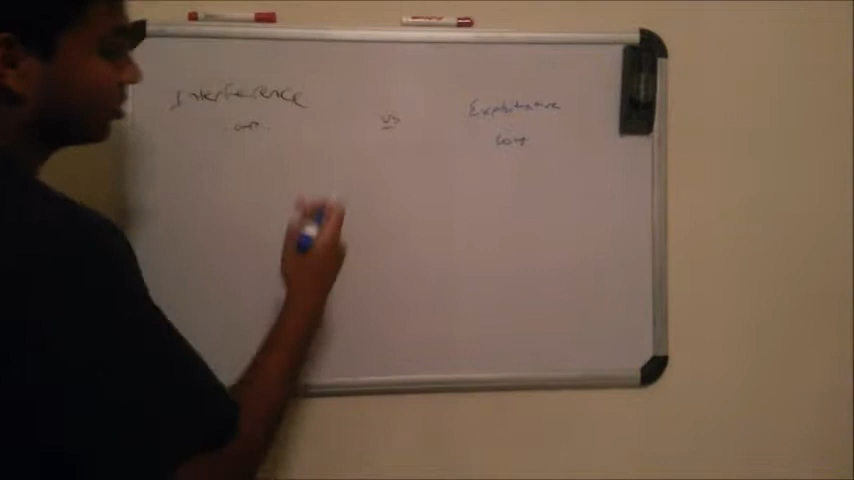 Interference
comp
vs
Exploitative
comp